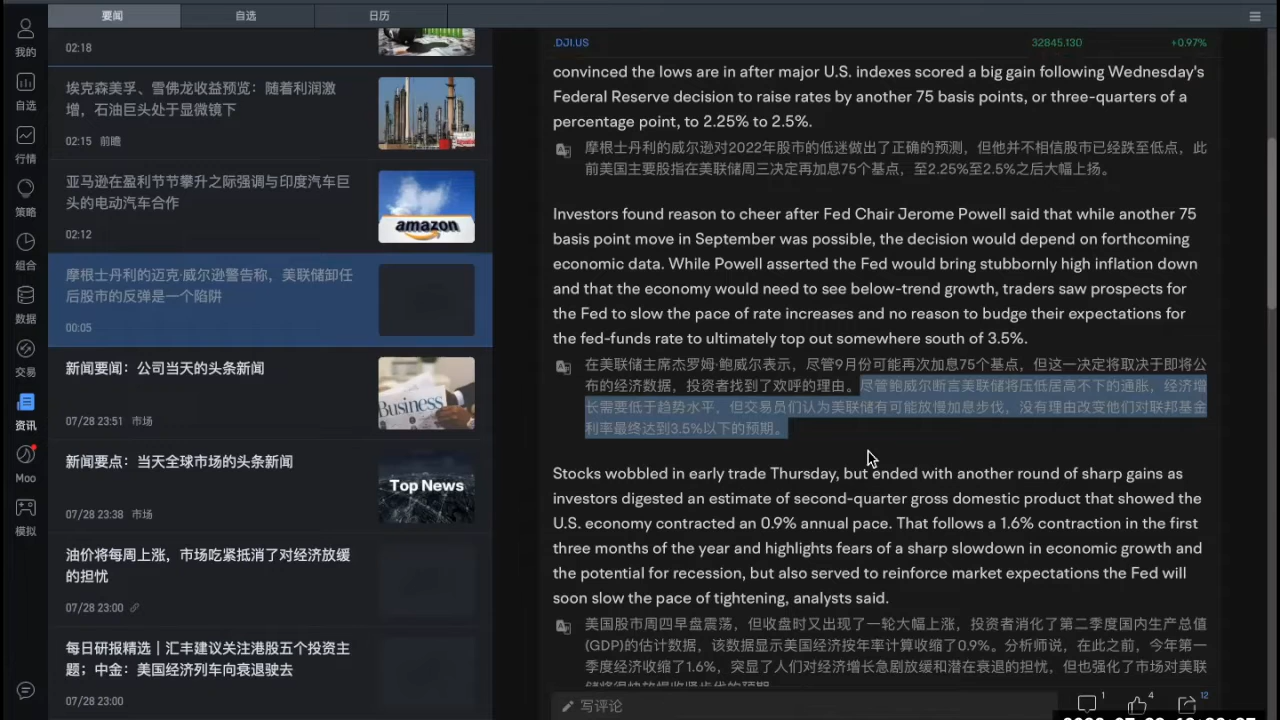 要闻
自选
日历
我的
自选
行情
策略
组合
数据
交易
资讯
Moo
模拟
02:18
埃克森美孚、雪佛龙收益预览：随着利润激
增，石油巨头处于显微镜下
02:15 前瞻
亚马逊在盈利节节攀升之际强调与印度汽车巨
头的电动汽车合作
02:12
amazon
摩根士丹利的迈克·威尔逊警告称，美联储卸任
后股市的反弹是一个陷阱
00:05
新闻要闻：公司当天的头条新闻
07/28 23:51 市场
Business
新闻要点：当天全球市场的头条新闻
07/28 23:38 市场
Top News
油价将每周上涨，市场吃紧抵消了对经济放缓
的担忧
07/28 23:00
每日研报精选｜汇丰建议关注港股五个投资主
题；中金：美国经济列车向衰退驶去
07/28 23:00
.DJI.US 32845.130 +0.97%
convinced the lows are in after major U.S. indexes scored a big gain following Wednesday's
Federal Reserve decision to raise rates by another 75 basis points, or three-quarters of a
percentage point, to 2.25% to 2.5%.
摩根士丹利的威尔逊对2022年股市的低迷做出了正确的预测，但他并不相信股市已经跌至低点，此
前美国主要股指在美联储周三决定再加息75个基点，至2.25%至2.5%之后大幅上扬。
Investors found reason to cheer after Fed Chair Jerome Powell said that while another 75
basis point move in September was possible, the decision would depend on forthcoming
economic data. While Powell asserted the Fed would bring stubbornly high inflation down
and that the economy would need to see below-trend growth, traders saw prospects for
the Fed to slow the pace of rate increases and no reason to budge their expectations for
the fed-funds rate to ultimately top out somewhere south of 3.5%.
在美联储主席杰罗姆·鲍威尔表示，尽管9月份可能再次加息75个基点，但这一决定将取决于即将公
布的经济数据，投资者找到了欢呼的理由。尽管鲍威尔断言美联储将压低居高不下的通胀，经济增
长需要低于趋势水平，但交易员们认为美联储有可能放慢加息步伐，没有理由改变他们对联邦基金
利率最终达到3.5%以下的预期。
Stocks wobbled in early trade Thursday, but ended with another round of sharp gains as
investors digested an estimate of second-quarter gross domestic product that showed the
U.S. economy contracted an 0.9% annual pace. That follows a 1.6% contraction in the first
three months of the year and highlights fears of a sharp slowdown in economic growth and
the potential for recession, but also served to reinforce market expectations the Fed will
soon slow the pace of tightening, analysts said.
美国股市周四早盘震荡，但收盘时又出现了一轮大幅上涨，投资者消化了第二季度国内生产总值
(GDP)的估计数据，该数据显示美国经济按年率计算收缩了0.9%。分析师说，在此之前，今年第一
季度经济收缩了1.6%，突显了人们对经济增长急剧放缓和潜在衰退的担忧，但也强化了市场对美联
写评论
1
4
12